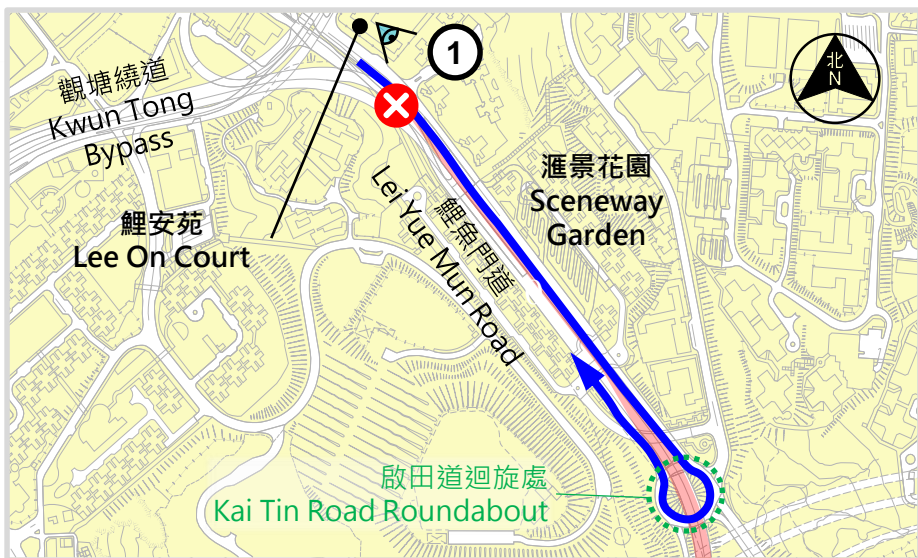 觀塘繞道
Kwun Tong
Bypass
1
北
N
鯉安苑
Lee On Court
鯉魚門道
Lei Yue Mun Road
滙景花園
Sceneway
Garden
啟田道迴旋處
Kai Tin Road Roundabout